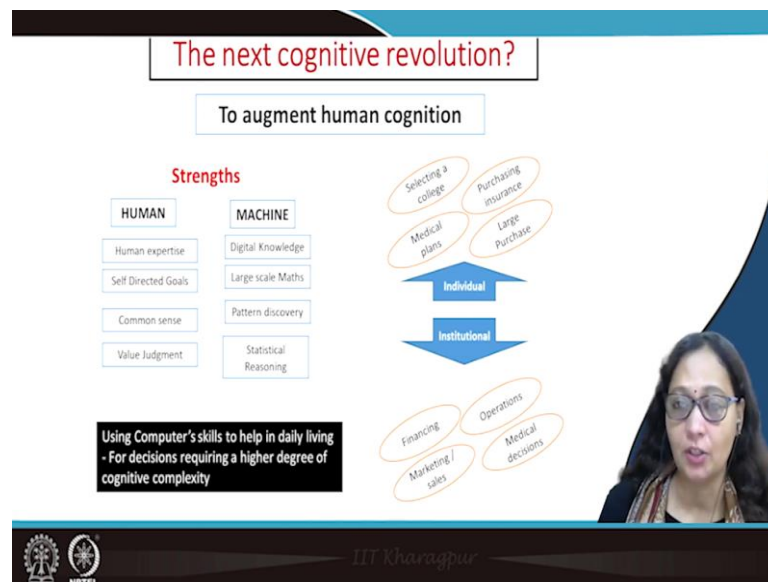 The next cognitive revolution?
To augment human cognition
Strengths
HUMAN
MACHINE
Human expertise
Digital Knowledge
Self Directed Goals
Large scale Maths
Common sense
Pattern discovery
Value Judgment
Statistical
Reasoning
Selecting a
college
Purchasing
insurance
Medical
plans
Large
Purchase
Individual
Institutional
Financing
Operations
Marketing /
sales
Medical
decisions
Using Computer's skills to help in daily living
- For decisions requiring a higher degree of
cognitive complexity
IIT Kharagpur
NPTEL